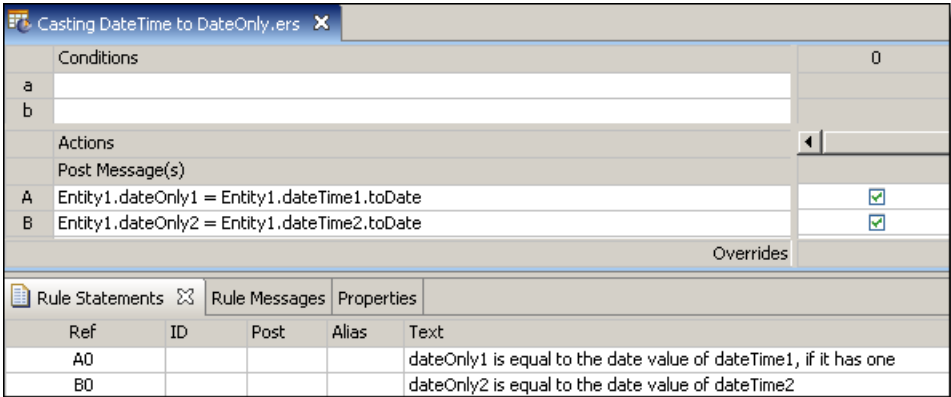 Casting DateTime to DateOnly.ers
Conditions 0
a
b
Actions
Post Message(s)
A Entity1.dateOnly1 = Entity1.dateTime1.toDate
B Entity1.dateOnly2 = Entity1.dateTime2.toDate
Overrides
Rule Statements Rule Messages Properties
Ref ID Post Alias Text
A0 dateOnly1 is equal to the date value of dateTime1, if it has one
B0 dateOnly2 is equal to the date value of dateTime2